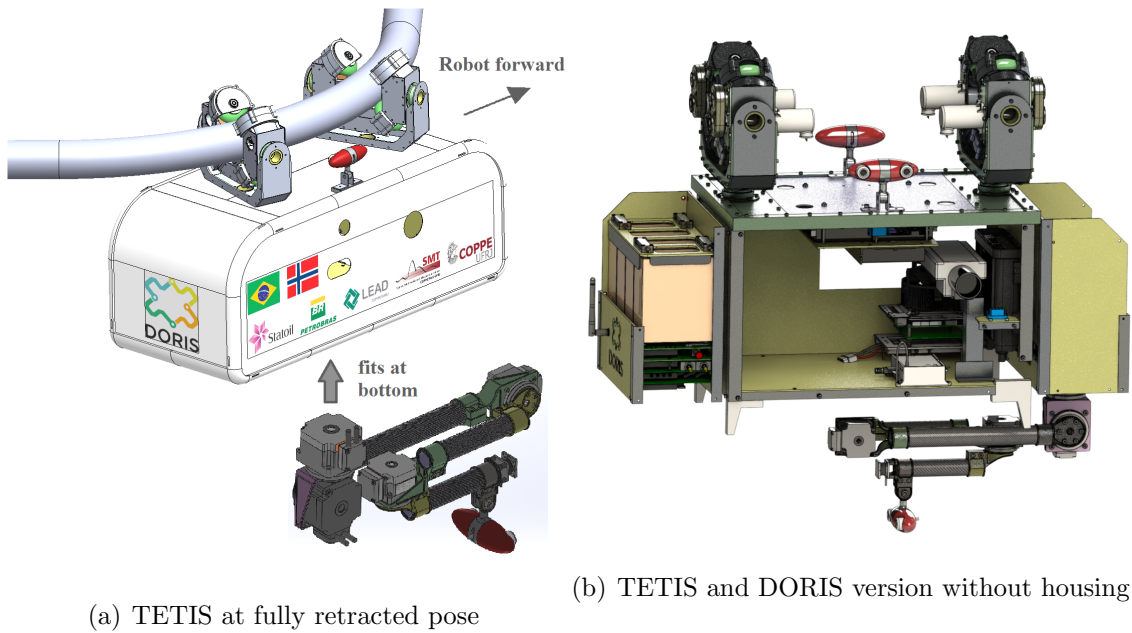 Robot forward
DORIS
Statoil
BR
PETROBRAS
LEAD
SMT
COPPE
UFRJ
fits at
bottom
DORIS
(a) TETIS at fully retracted pose
(b) TETIS and DORIS version without housing